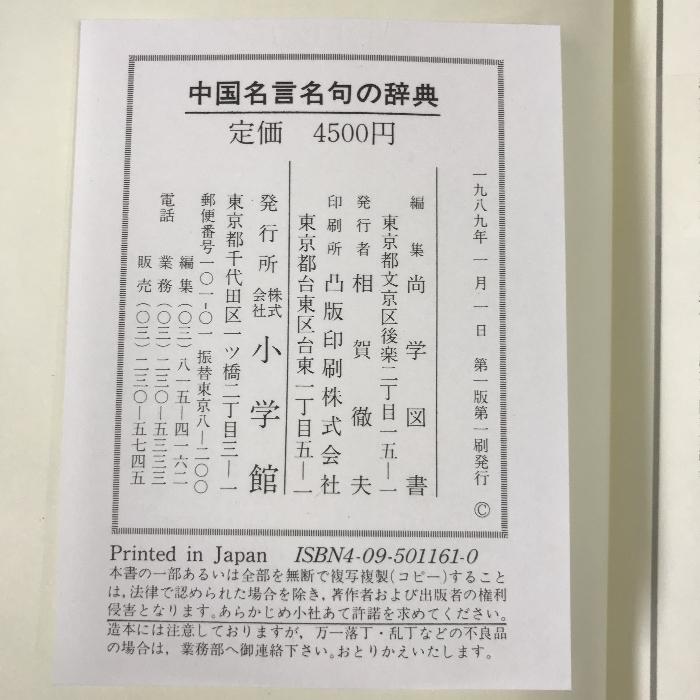 中国名言名句の辞典
定価 4500円
一九八九年一月一日 第一版第一刷発行 ©
編集 尚学図書
東京都文京区後楽二丁目一五―一
発行者 相賀徹夫
印刷所 凸版印刷株式会社
東京都台東区台東一丁目五―一
発行所 株式会社 小学館
東京都千代田区一ツ橋二丁目三―一
郵便番号一〇一-〇一 振替東京八―二〇〇
電話 編集(〇三)八一五―四一六二
業務(〇三)二三〇―五三三三
販売(〇三)二三〇―五七四五
Printed in Japan ISBN4-09-501161-0
本書の一部あるいは全部を無断で複写複製(コピー)すること
は,法律で認められた場合を除き,著作者および出版者の権利
侵害となります。あらかじめ小社あて許諾を求めてください。
造本には注意しておりますが,万一落丁・乱丁などの不良品
の場合は,業務部へ御連絡下さい。おとりかえいたします。